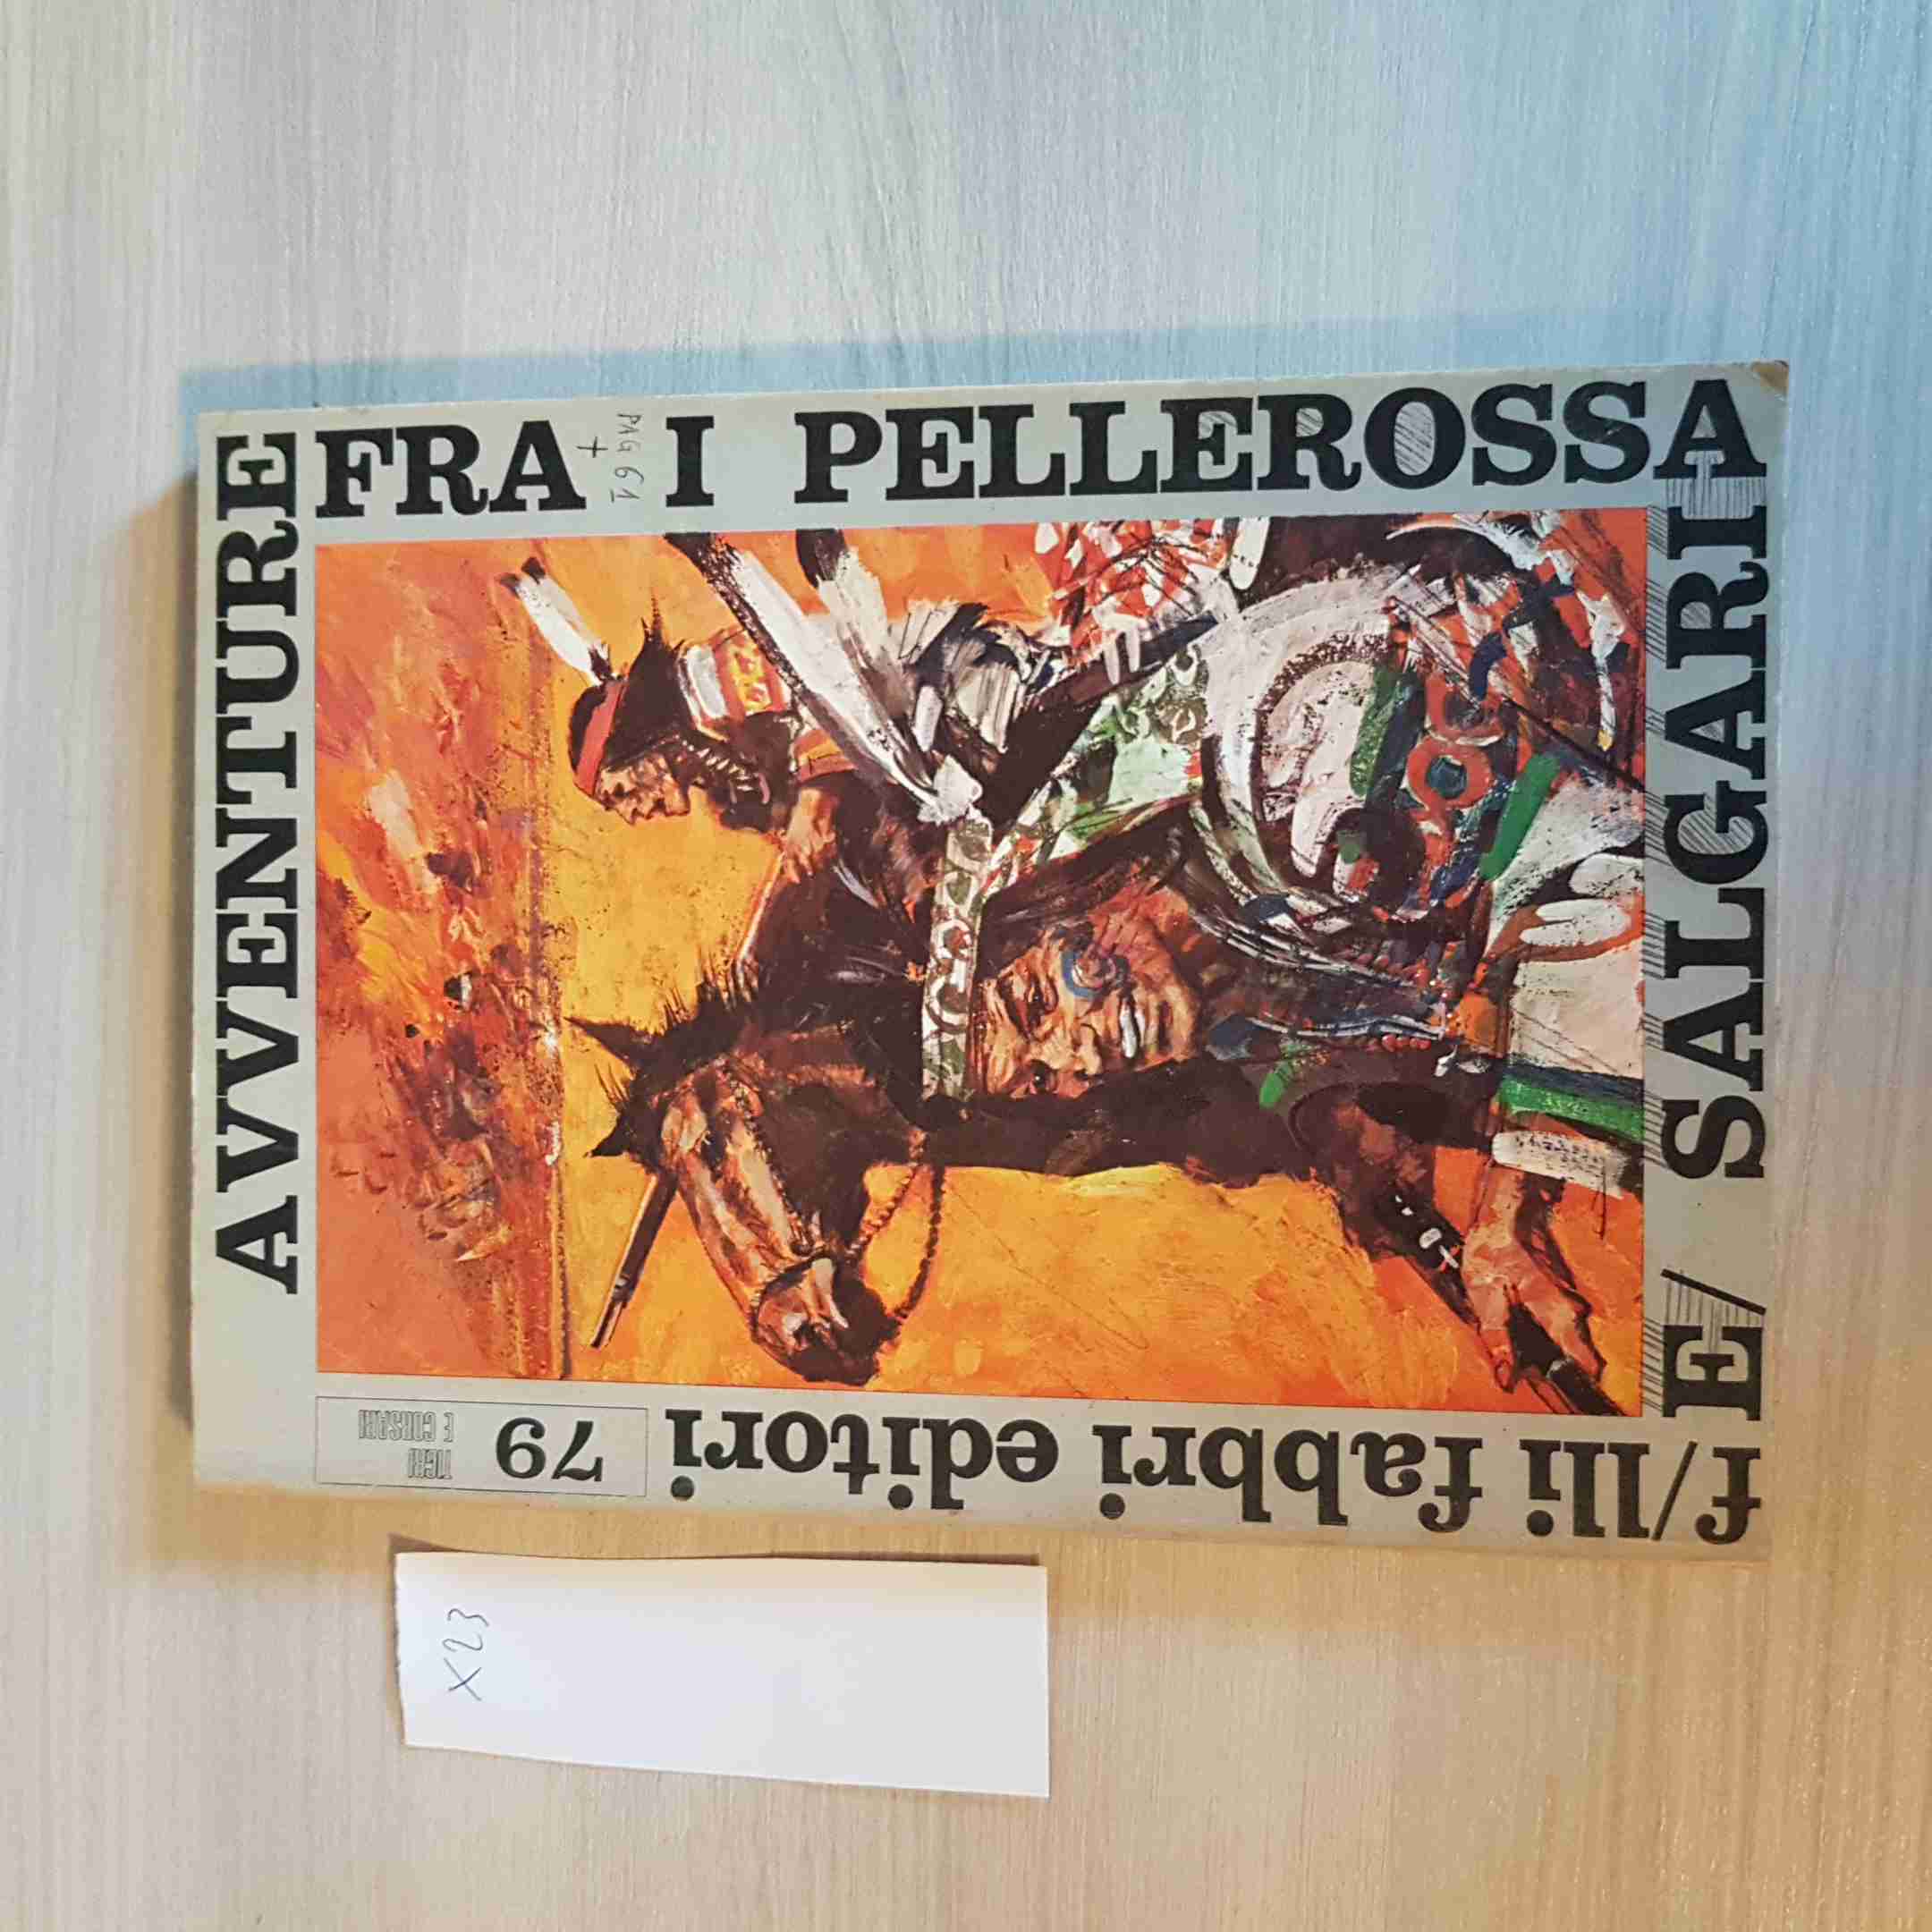 AVVENTURE
FRA I PELLEROSSA
PAG 61
+
E/ SALGARI
f/lli fabbri editori
79
TIGRI
E CORSARI
X23